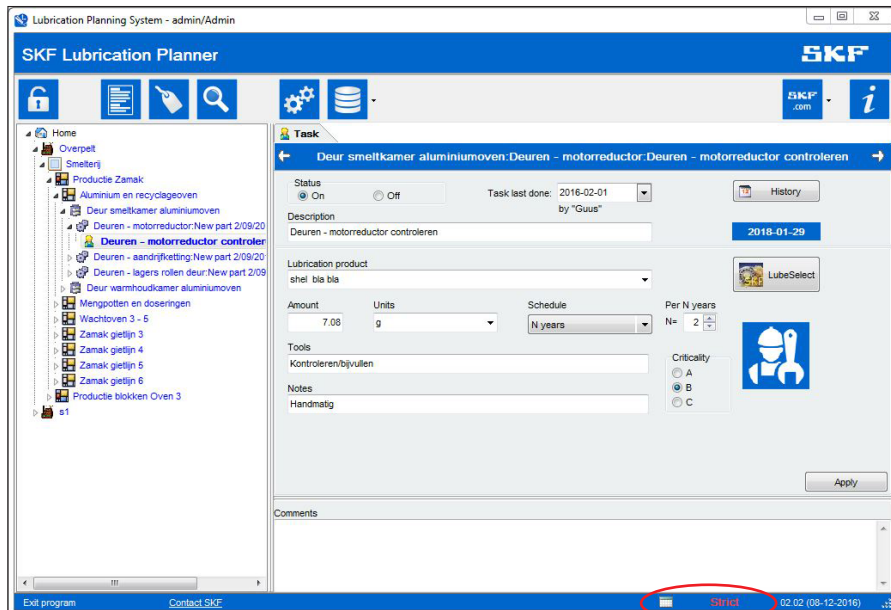 Lubrication Planning System - admin/Admin
SKF Lubrication Planner
SKF
SKF
.com
i
Home
Overpelt
Smelterij
Productie Zamak
Aluminium en recyclageoven
Deur smeltkamer aluminiumoven
Deuren - motorreductor:New part 2/09/20
Deuren - motorreductor controler
Deuren - aandrijfketting:New part 2/09/20
Deuren - lagers rollen deur:New part 2/09
Deur warmhoudkamer aluminiumoven
Mengpotten en doseringen
Wachtoven 3 - 5
Zamak gietlijn 3
Zamak gietlijn 4
Zamak gietlijn 5
Zamak gietlijn 6
Productie blokken Oven 3
s1
Task
Deur smeltkamer aluminiumoven:Deuren - motorreductor:Deuren - motorreductor controleren
Status
On Off
Task last done: 2016-02-01
by "Guus"
History
Description
Deuren - motorreductor controleren
2018-01-29
Lubrication product
shel bla bla
LubeSelect
Amount Units Schedule Per N years
7.08 g N years N= 2
Tools
Kontroleren/bijvullen
Criticality
A
B
C
Notes
Handmatig
Apply
Comments
Exit program Contact SKF Strict 02.02 (08-12-2016)